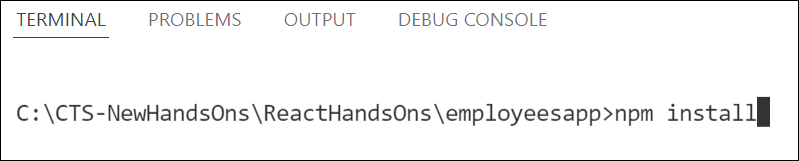 TERMINAL PROBLEMS OUTPUT DEBUG CONSOLE
C:\CTS-NewHandsOns\ReactHandsOns\employeesapp>npm install